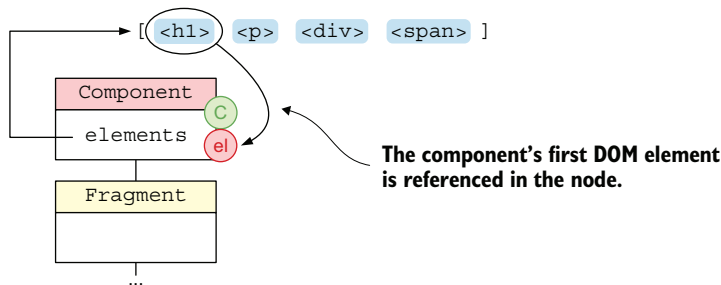 [ <h1> <p> <div> <span> ]
Component
C
elements
el
The component's first DOM element
is referenced in the node.
Fragment
...